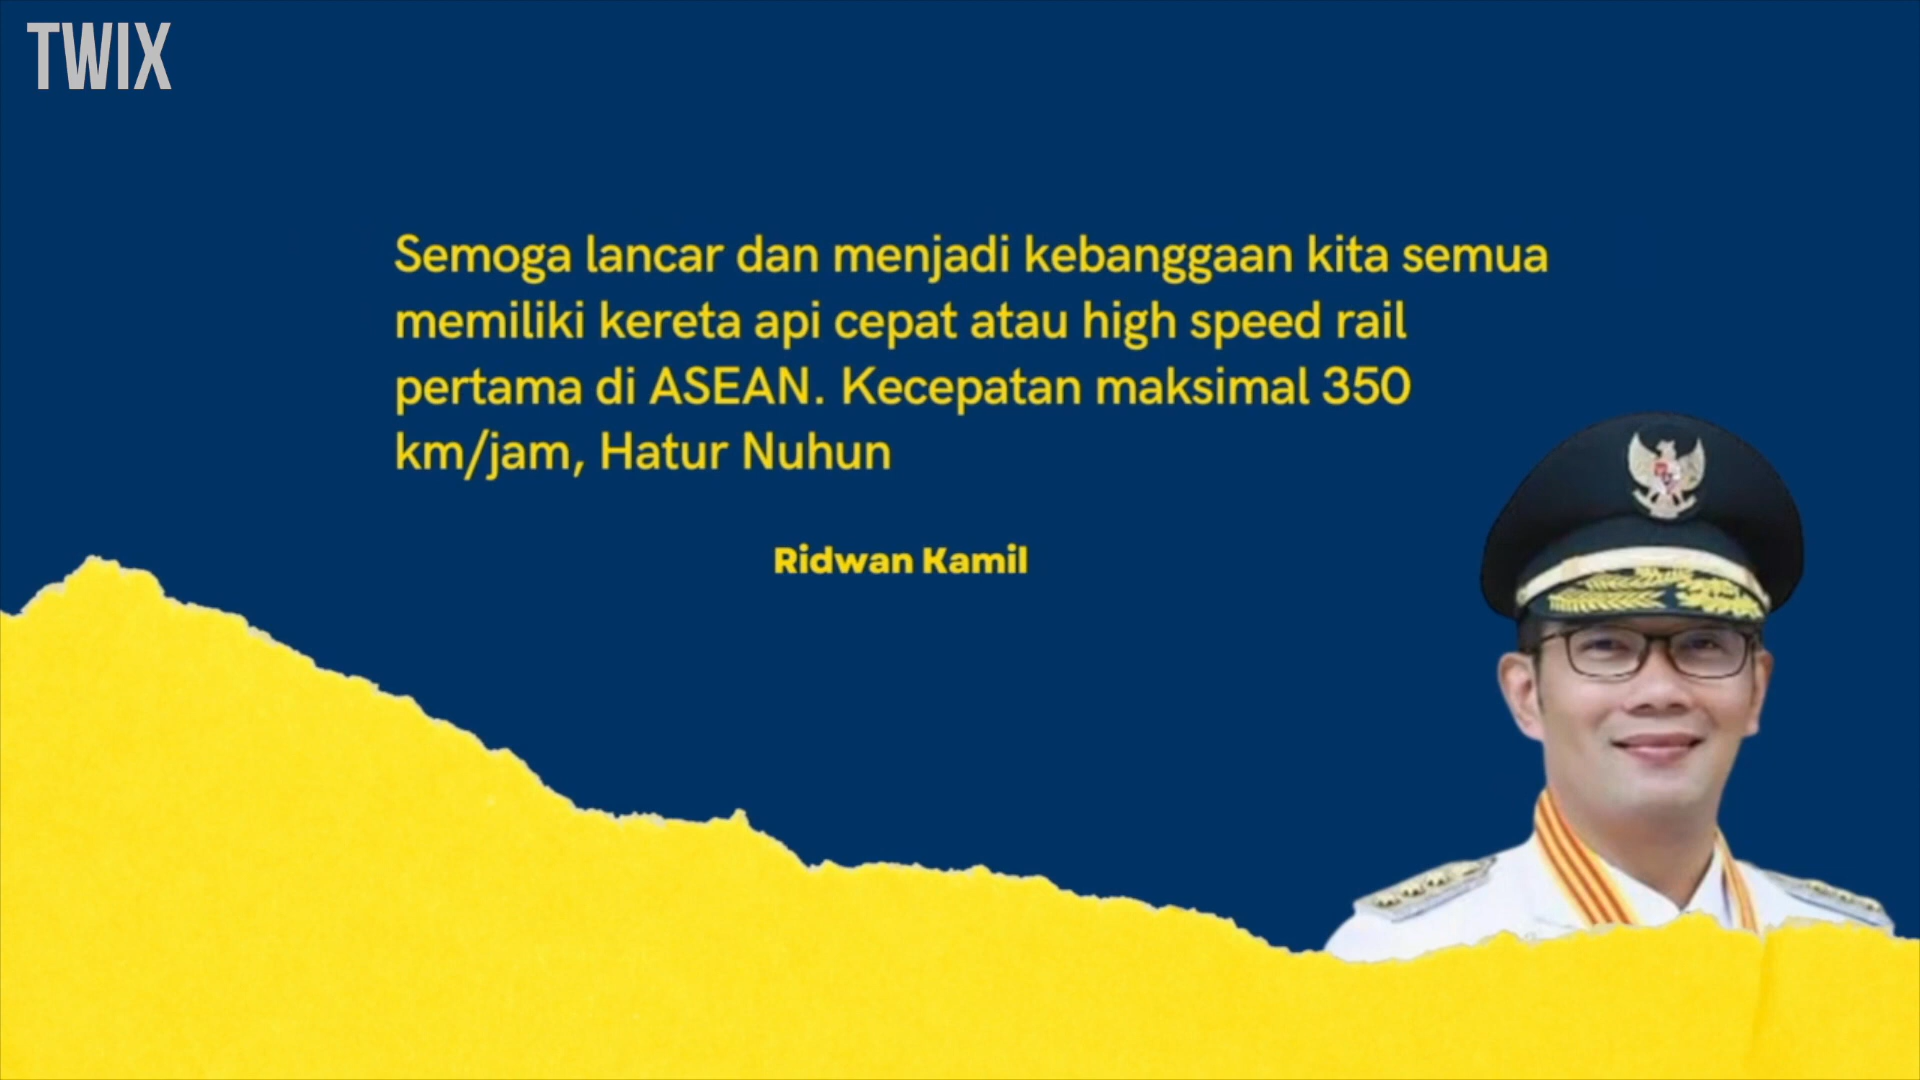 TWIX
Semoga lancar dan menjadi kebanggaan kita semua
memiliki kereta api cepat atau high speed rail
pertama di ASEAN. Kecepatan maksimal 350
km/jam, Hatur Nuhun
Ridwan Kamil